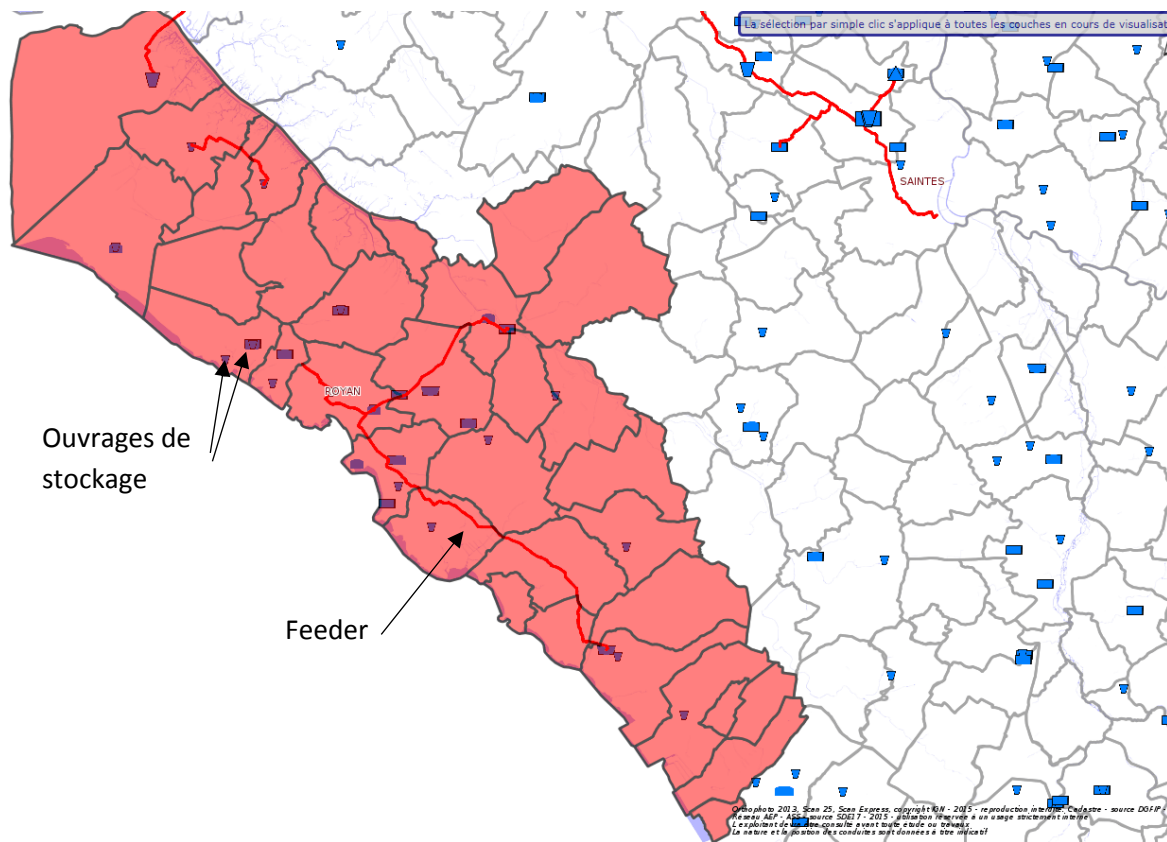 La sélection par simple clic s'applique à toutes les couches en cours de visualisat
SAINTES
ROYAN
Ouvrages de
stockage
Feeder
Orthophoto 2013, Scan 25, Scan Express, copyright IGN - 2015 - reproduction interdite, Cadastre - source DGFIP -
Réseau AEP - ASS : source SDE17 - 2015 - utilisation réservée à un usage strictement interne
L'exploitant devra être consulté avant toute étude ou travaux
La nature et la position des conduites sont données à titre indicatif